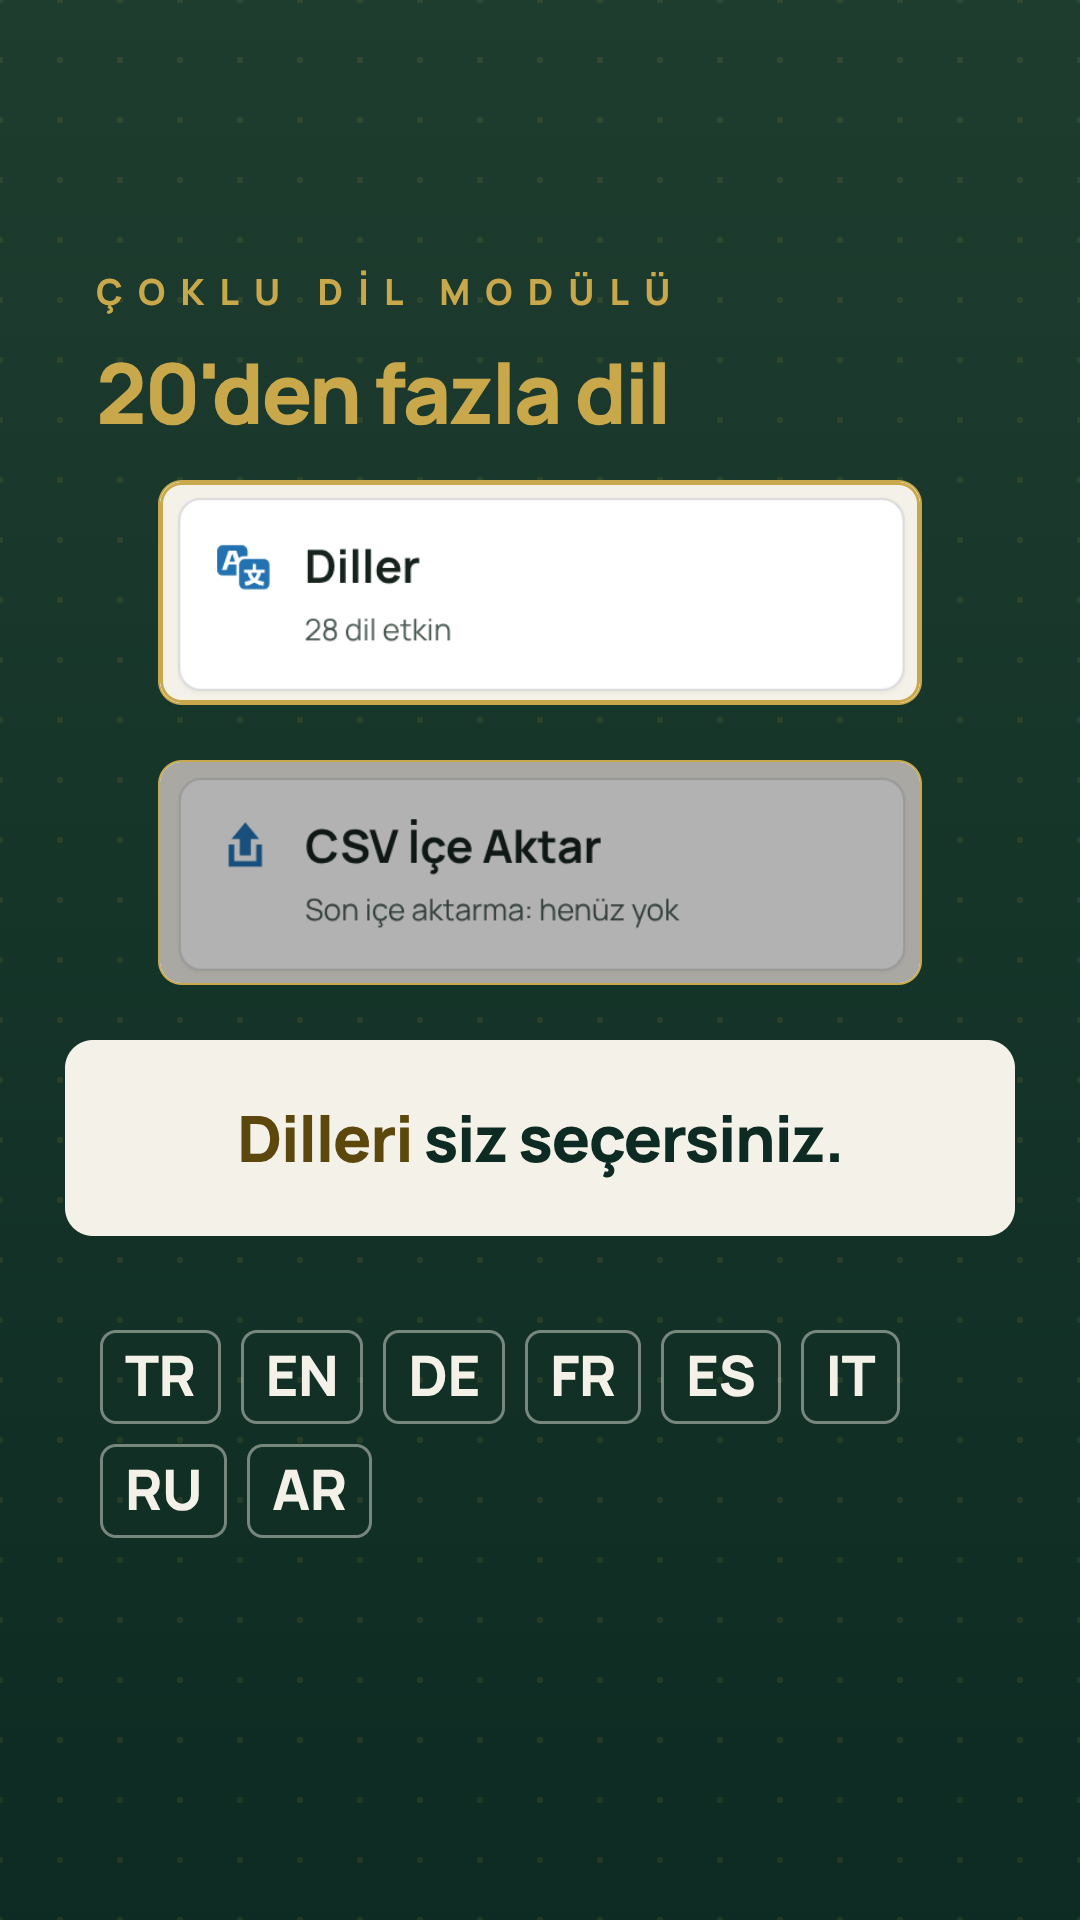 ÇOKLU DİL MODÜLÜ
20'den fazla dil
Diller
28 dil etkin
CSV İçe Aktar
Son içe aktarma: henüz yok
Dilleri siz seçersiniz.
TR EN DE FR ES IT
RU AR